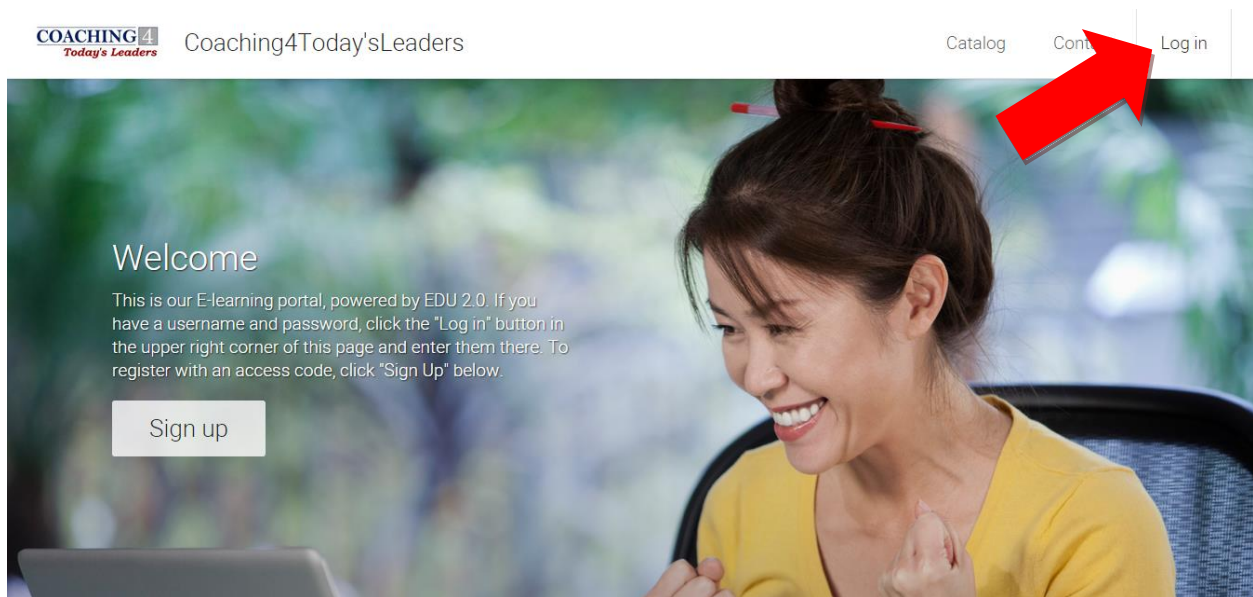 COACHING 4
Today's Leaders
Coaching4Today'sLeaders
Catalog
Log in
Welcome
This is our E-learning portal, powered by EDU 2.0. If you
have a username and password, click the "Log in" button in
the upper right corner of this page and enter them there. To
register with an access code, click "Sign Up" below.
Sign up